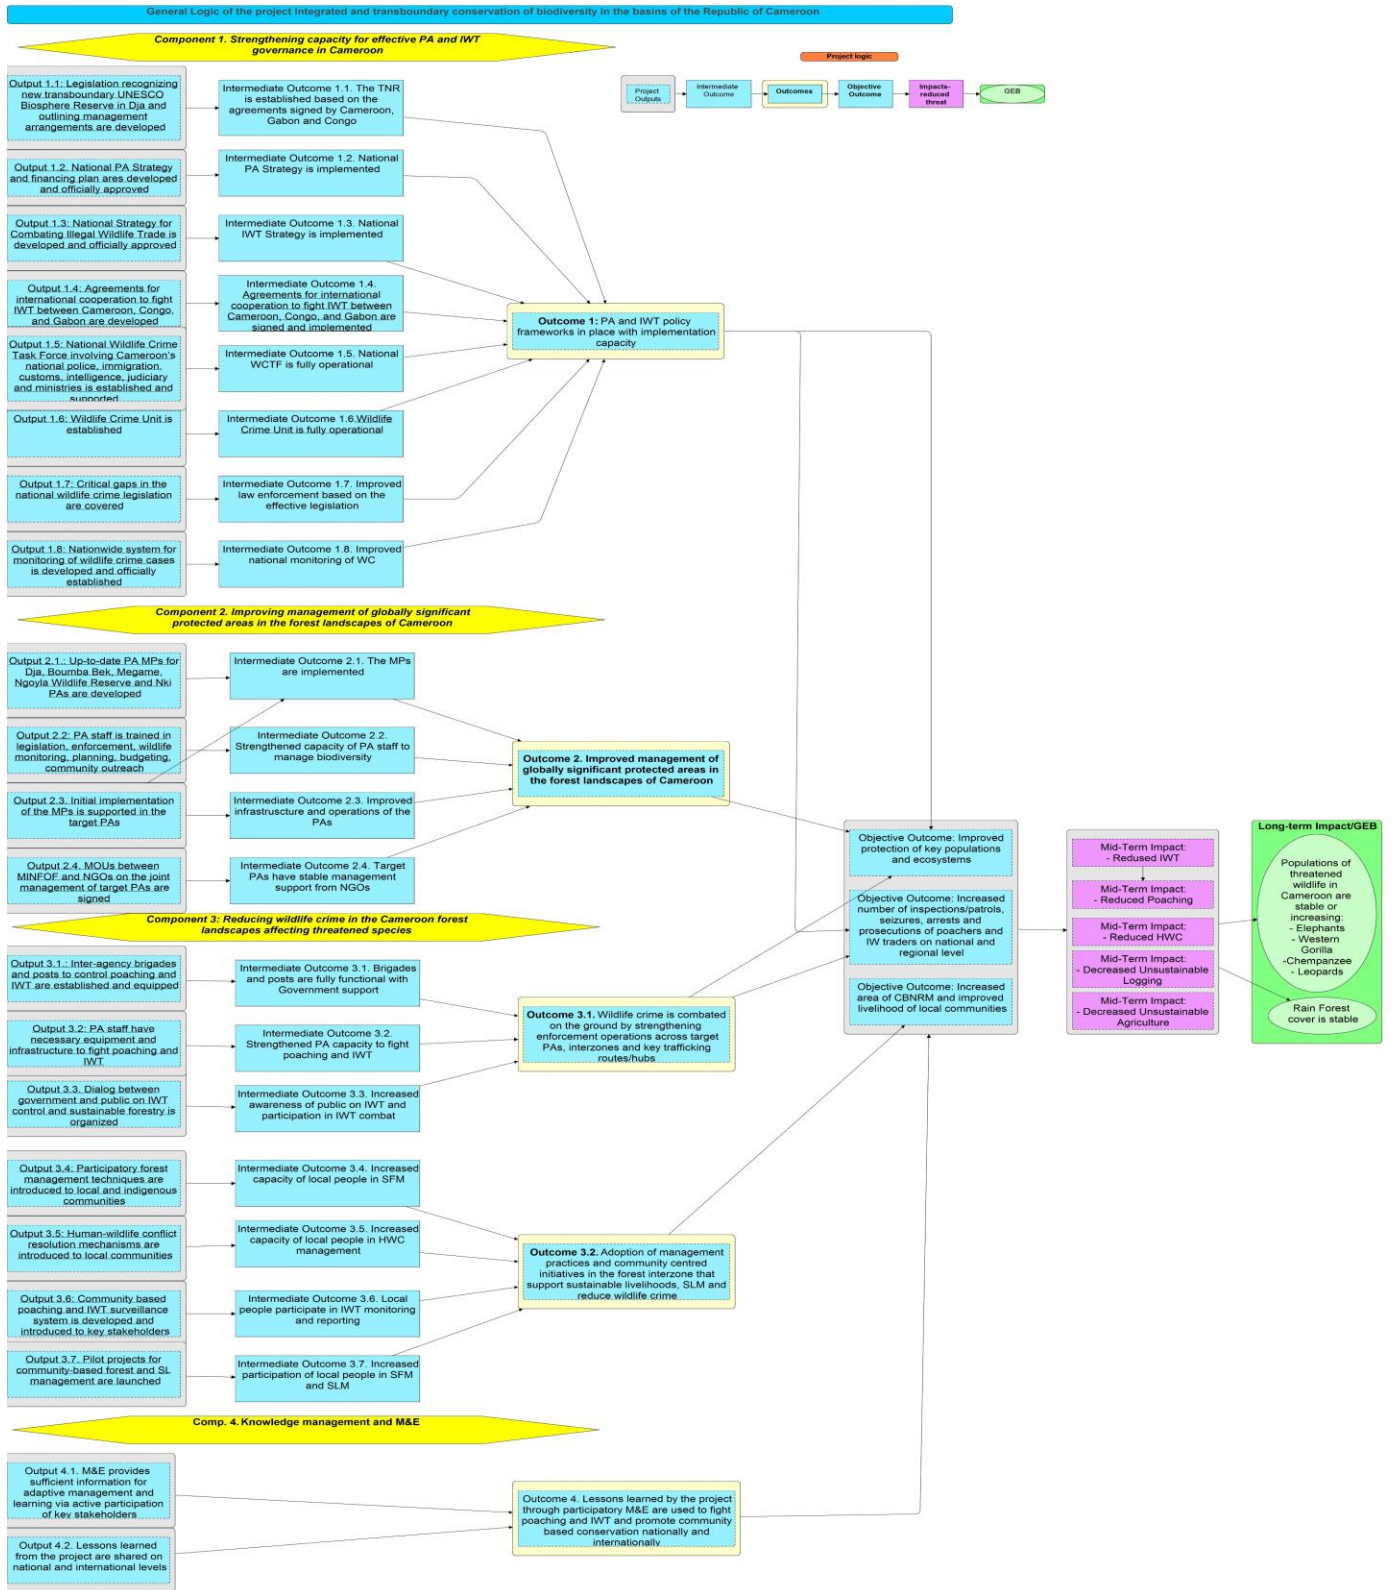 General Logic of the project Integrated and transboundary conservation of biodiversity in the basins of the Republic of Cameroon
Component 1. Strengthening capacity for effective PA and IWT
governance in Cameroon
Project logic
Project
Outputs
Intermediate
Outcome
Outcomes
Objective
Outcome
Impacts-
reduced
threat
GEB
Output 1.1: Legislation recognizing
new transboundary UNESCO
Biosphere Reserve in Dja and
outlining management
arrangements are developed
Intermediate Outcome 1.1. The TNR
is established based on the
agreements signed by Cameroon,
Gabon and Congo
Output 1.2. National PA Strategy
and financing plan ares developed
and officially approved
Intermediate Outcome 1.2. National
PA Strategy is implemented
Output 1.3: National Strategy for
Combating Illegal Wildlife Trade is
developed and officially approved
Intermediate Outcome 1.3. National
IWT Strategy is implemented
Output 1.4: Agreements for
international cooperation to fight
IWT between Cameroon, Congo,
and Gabon are developed
Intermediate Outcome 1.4.
Agreements for international
cooperation to fight IWT between
Cameroon, Congo, and Gabon are
signed and implemented
Output 1.5: National Wildlife Crime
Task Force involving Cameroon's
national police, immigration,
customs, intelligence, judiciary
and ministries is established and
supported
Intermediate Outcome 1.5. National
WCTF is fully operational
Output 1.6: Wildlife Crime Unit is
established
Intermediate Outcome 1.6.Wildlife
Crime Unit is fully operational
Output 1.7: Critical gaps in the
national wildlife crime legislation
are covered
Intermediate Outcome 1.7. Improved
law enforcement based on the
effective legislation
Output 1.8: Nationwide system for
monitoring of wildlife crime cases
is developed and officially
established
Intermediate Outcome 1.8. Improved
national monitoring of WC
Outcome 1: PA and IWT policy
frameworks in place with implementation
capacity
Component 2. Improving management of globally significant
protected areas in the forest landscapes of Cameroon
Output 2.1.: Up-to-date PA MPs for
Dja, Boumba Bek, Megame,
Ngoyla Wildlife Reserve and Nki
PAs are developed
Intermediate Outcome 2.1. The MPs
are implemented
Output 2.2: PA staff is trained in
legislation, enforcement, wildlife
monitoring, planning, budgeting,
community outreach
Intermediate Outcome 2.2.
Strengthened capacity of PA staff to
manage biodiversity
Output 2.3. Initial implementation
of the MPs is supported in the
target PAs
Intermediate Outcome 2.3. Improved
infrastruscture and operations of the
PAs
Output 2.4. MOUs between
MINFOF and NGOs on the joint
management of target PAs are
signed
Intermediate Outcome 2.4. Target
PAs have stable management
support from NGOs
Outcome 2. Improved management of
globally significant protected areas in
the forest landscapes of Cameroon
Component 3: Reducing wildlife crime in the Cameroon forest
landscapes affecting threatened species
Output 3.1.: Inter-agency brigades
and posts to control poaching and
IWT are established and equipped
Intermediate Outcome 3.1. Brigades
and posts are fully functional with
Government support
Output 3.2: PA staff have
necessary equipment and
infrastructure to fight poaching and
IWT
Intermediate Outcome 3.2.
Strengthened PA capacity to fight
poaching and IWT
Output 3.3. Dialog between
government and public on IWT
control and sustainable forestry is
organized
Intermediate Outcome 3.3. Increased
awareness of public on IWT and
participation in IWT combat
Outcome 3.1. Wildlife crime is combated
on the ground by strengthening
enforcement operations across target
PAs, interzones and key trafficking
routes/hubs
Output 3.4: Participatory forest
management techniques are
introduced to local and indigenous
communities
Intermediate Outcome 3.4. Increased
capacity of local people in SFM
Output 3.5: Human-wildlife conflict
resolution mechanisms are
introduced to local communities
Intermediate Outcome 3.5. Increased
capacity of local people in HWC
management
Output 3.6: Community based
poaching and IWT surveillance
system is developed and
introduced to key stakeholders
Intermediate Outcome 3.6. Local
people participate in IWT monitoring
and reporting
Output 3.7. Pilot projects for
community-based forest and SL
management are launched
Intermediate Outcome 3.7. Increased
participation of local people in SFM
and SLM
Outcome 3.2. Adoption of management
practices and community centred
initiatives in the forest interzone that
support sustainable livelihoods, SLM and
reduce wildlife crime
Comp. 4. Knowledge management and M&E
Output 4.1. M&E provides
sufficient information for
adaptive management and
learning via active participation
of key stakeholders
Output 4.2. Lessons learned
from the project are shared on
national and international levels
Outcome 4. Lessons learned by the project
through participatory M&E are used to fight
poaching and IWT and promote community
based conservation nationally and
internationally
Objective Outcome: Improved
protection of key populations
and ecosystems
Objective Outcome: Increased
number of inspections/patrols,
seizures, arrests and
prosecutions of poachers and
IW traders on national and
regional level
Objective Outcome: Increased
area of CBNRM and improved
livelihood of local communities
Mid-Term Impact:
- Redused IWT
Mid-Term Impact:
- Reduced Poaching
Mid-Term Impact:
- Reduced HWC
Mid-Term Impact:
- Decreased Unsustainable
Logging
Mid-Term Impact:
- Decreased Unsustainable
Agriculture
Long-term Impact/GEB
Populations of
threatened
wildlife in
Cameroon are
stable or
increasing:
- Elephants
- Western
Gorilla
-Chempanzee
- Leopards
Rain Forest
cover is stable